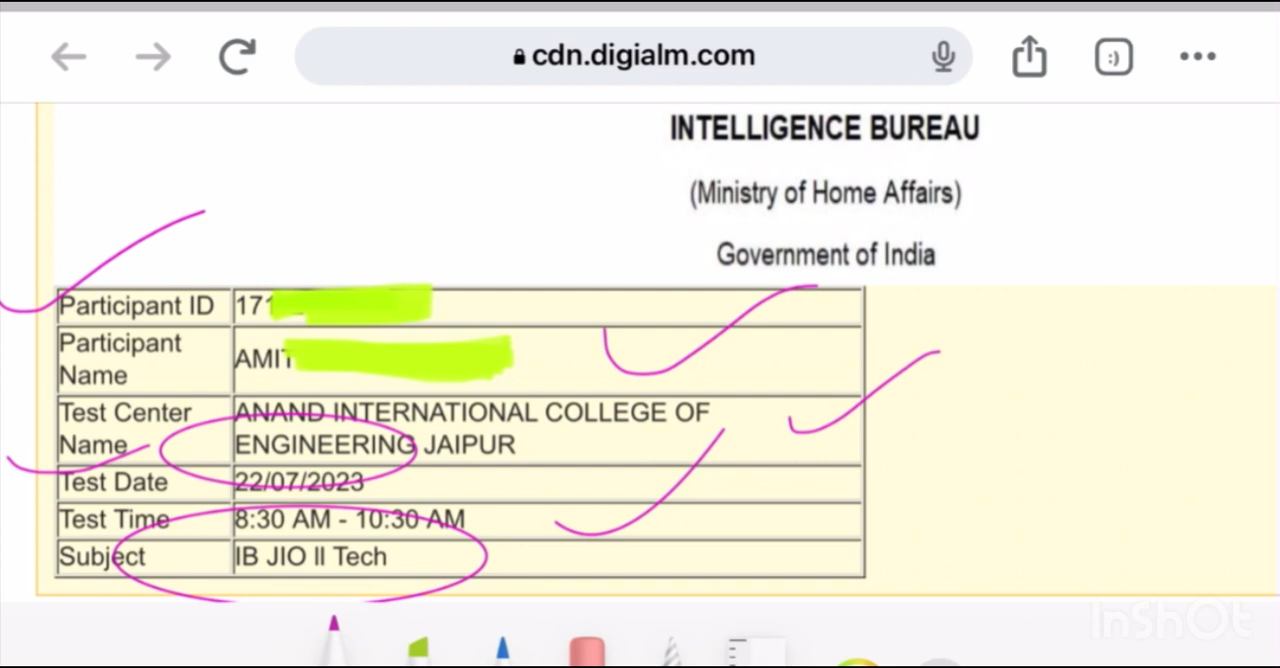 cdn.digialm.com
INTELLIGENCE BUREAU
(Ministry of Home Affairs)
Government of India
Participant ID 171
Participant Name AMIT
Test Center Name ANAND INTERNATIONAL COLLEGE OF ENGINEERING JAIPUR
Test Date 22/07/2023
Test Time 8:30 AM - 10:30 AM
Subject IB JIO II Tech
InShOt